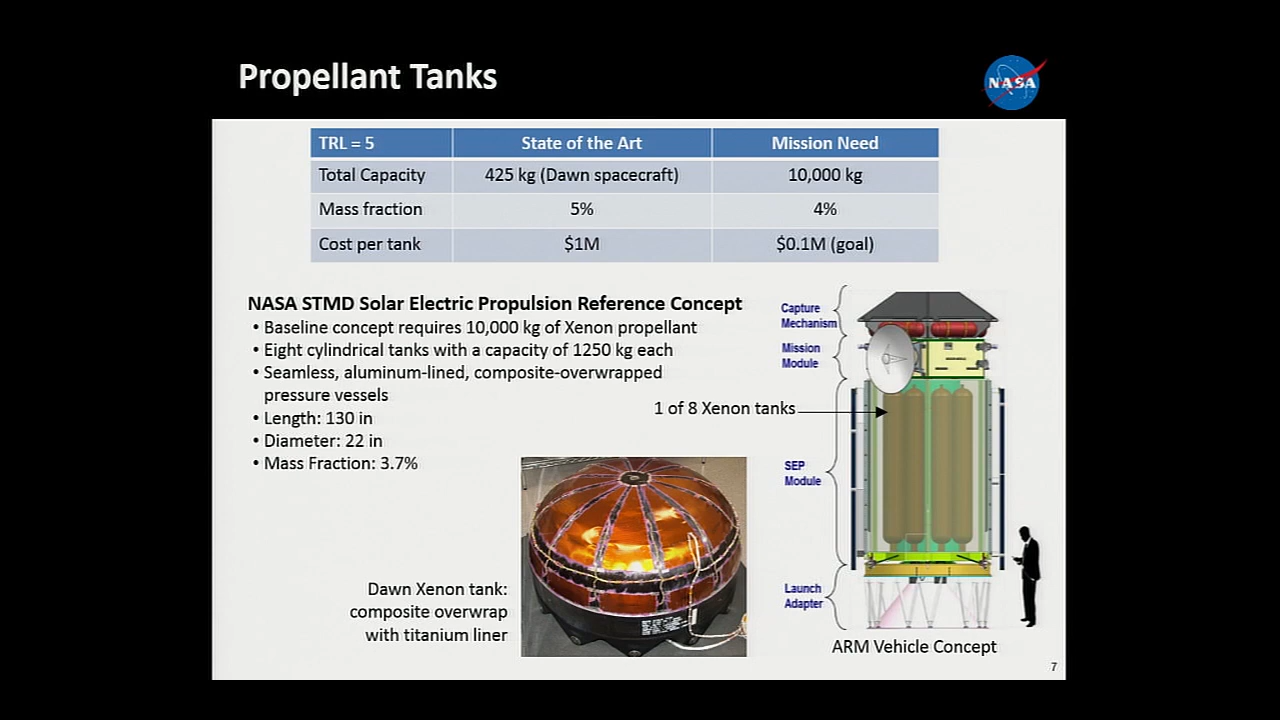 Propellant Tanks
NASA
TRL = 5 State of the Art Mission Need
Total Capacity 425 kg (Dawn spacecraft) 10,000 kg
Mass fraction 5% 4%
Cost per tank $1M $0.1M (goal)
NASA STMD Solar Electric Propulsion Reference Concept
• Baseline concept requires 10,000 kg of Xenon propellant
• Eight cylindrical tanks with a capacity of 1250 kg each
• Seamless, aluminum-lined, composite-overwrapped
pressure vessels
• Length: 130 in
• Diameter: 22 in
• Mass Fraction: 3.7%
Capture
Mechanism
Mission
Module
1 of 8 Xenon tanks
SEP
Module
Launch
Adapter
Dawn Xenon tank:
composite overwrap
with titanium liner
ARM Vehicle Concept
7